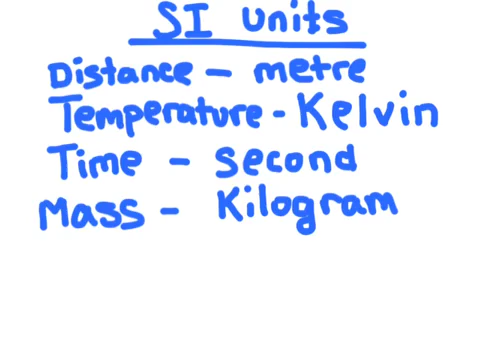 SI units
Distance - metre
Temperature - Kelvin
Time - second
Mass - Kilogram